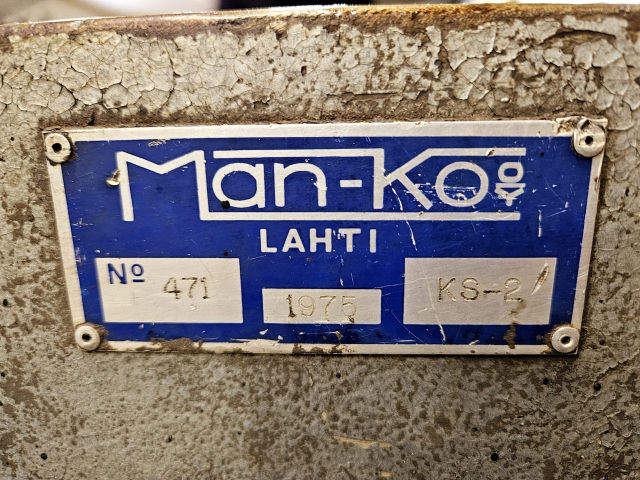 Man-Ko OY
LAHTI
No 471
1975
KS-2